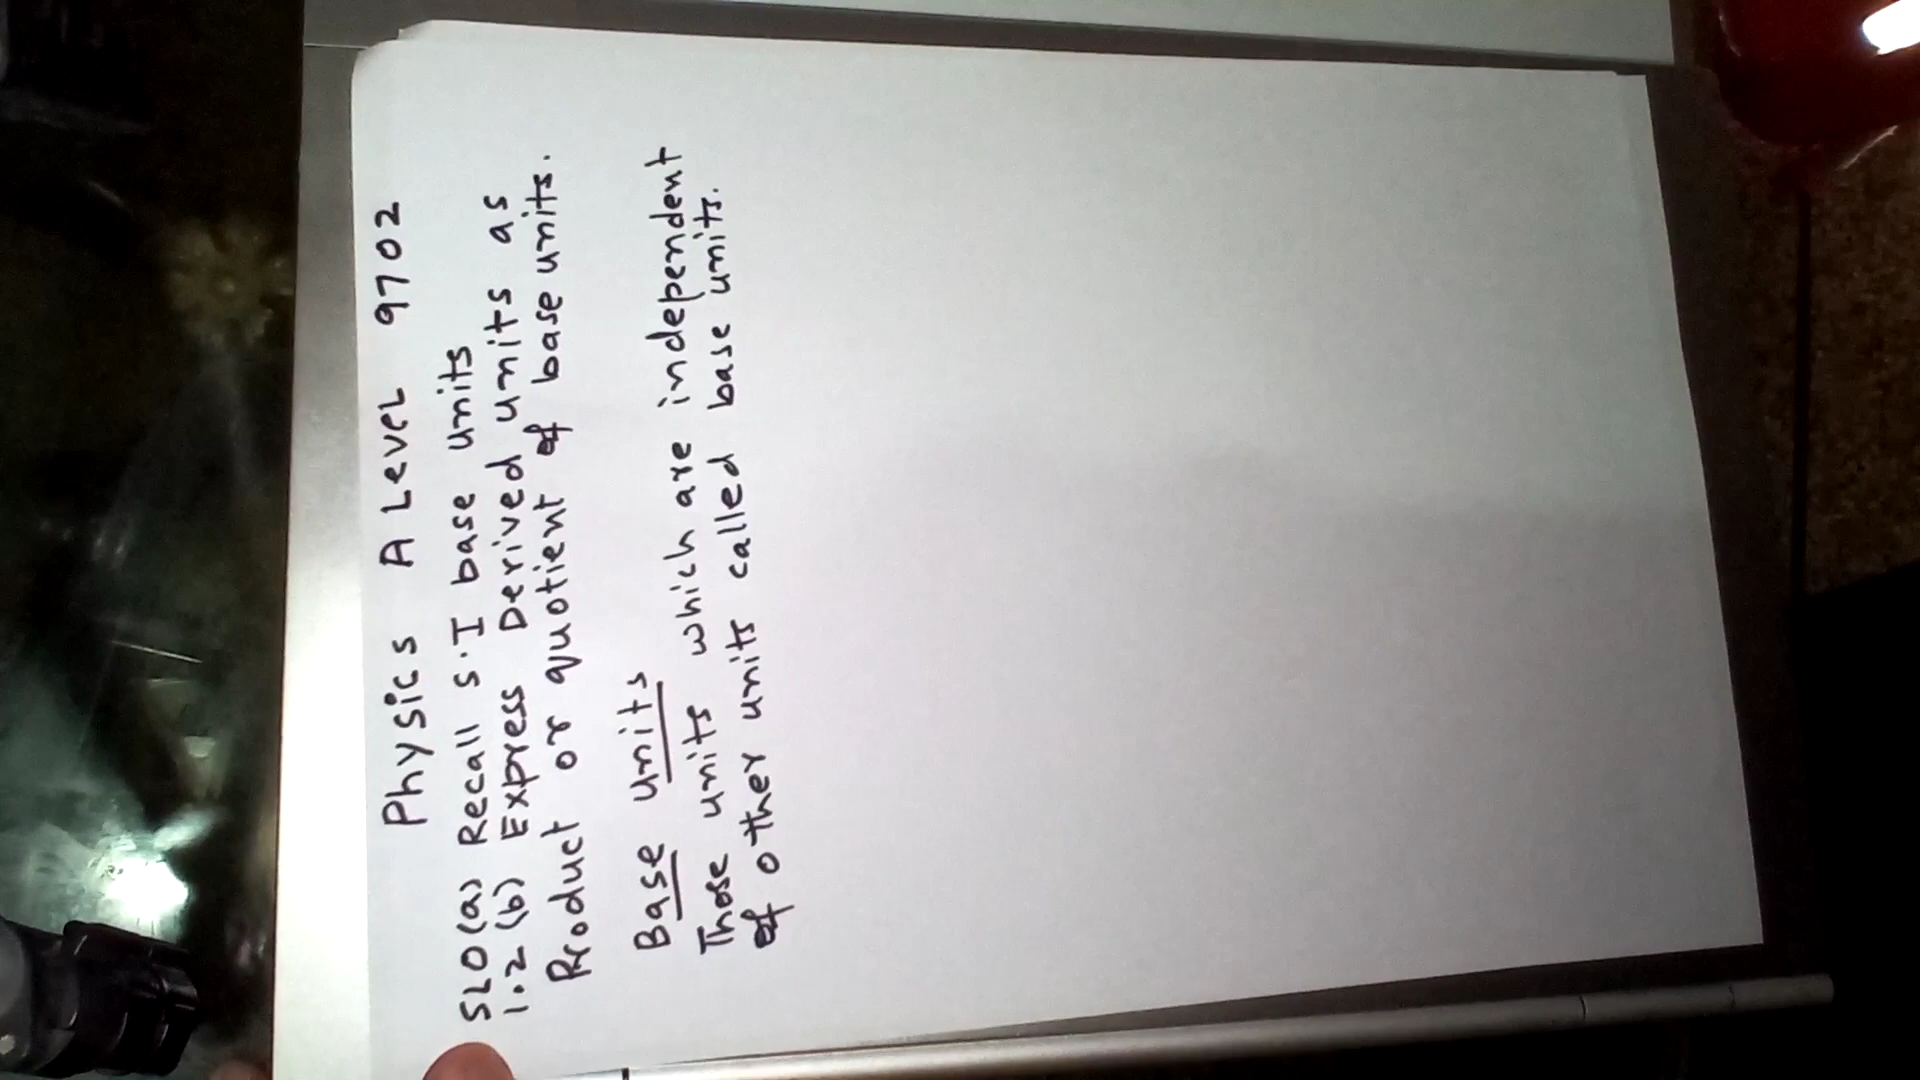 Physics A Level 9702
SLO(a) Recall S.I base units
1.2(b) Express Derived units as
Product or quotient of base units.
Base units
Those units which are independent
of other units called base units.